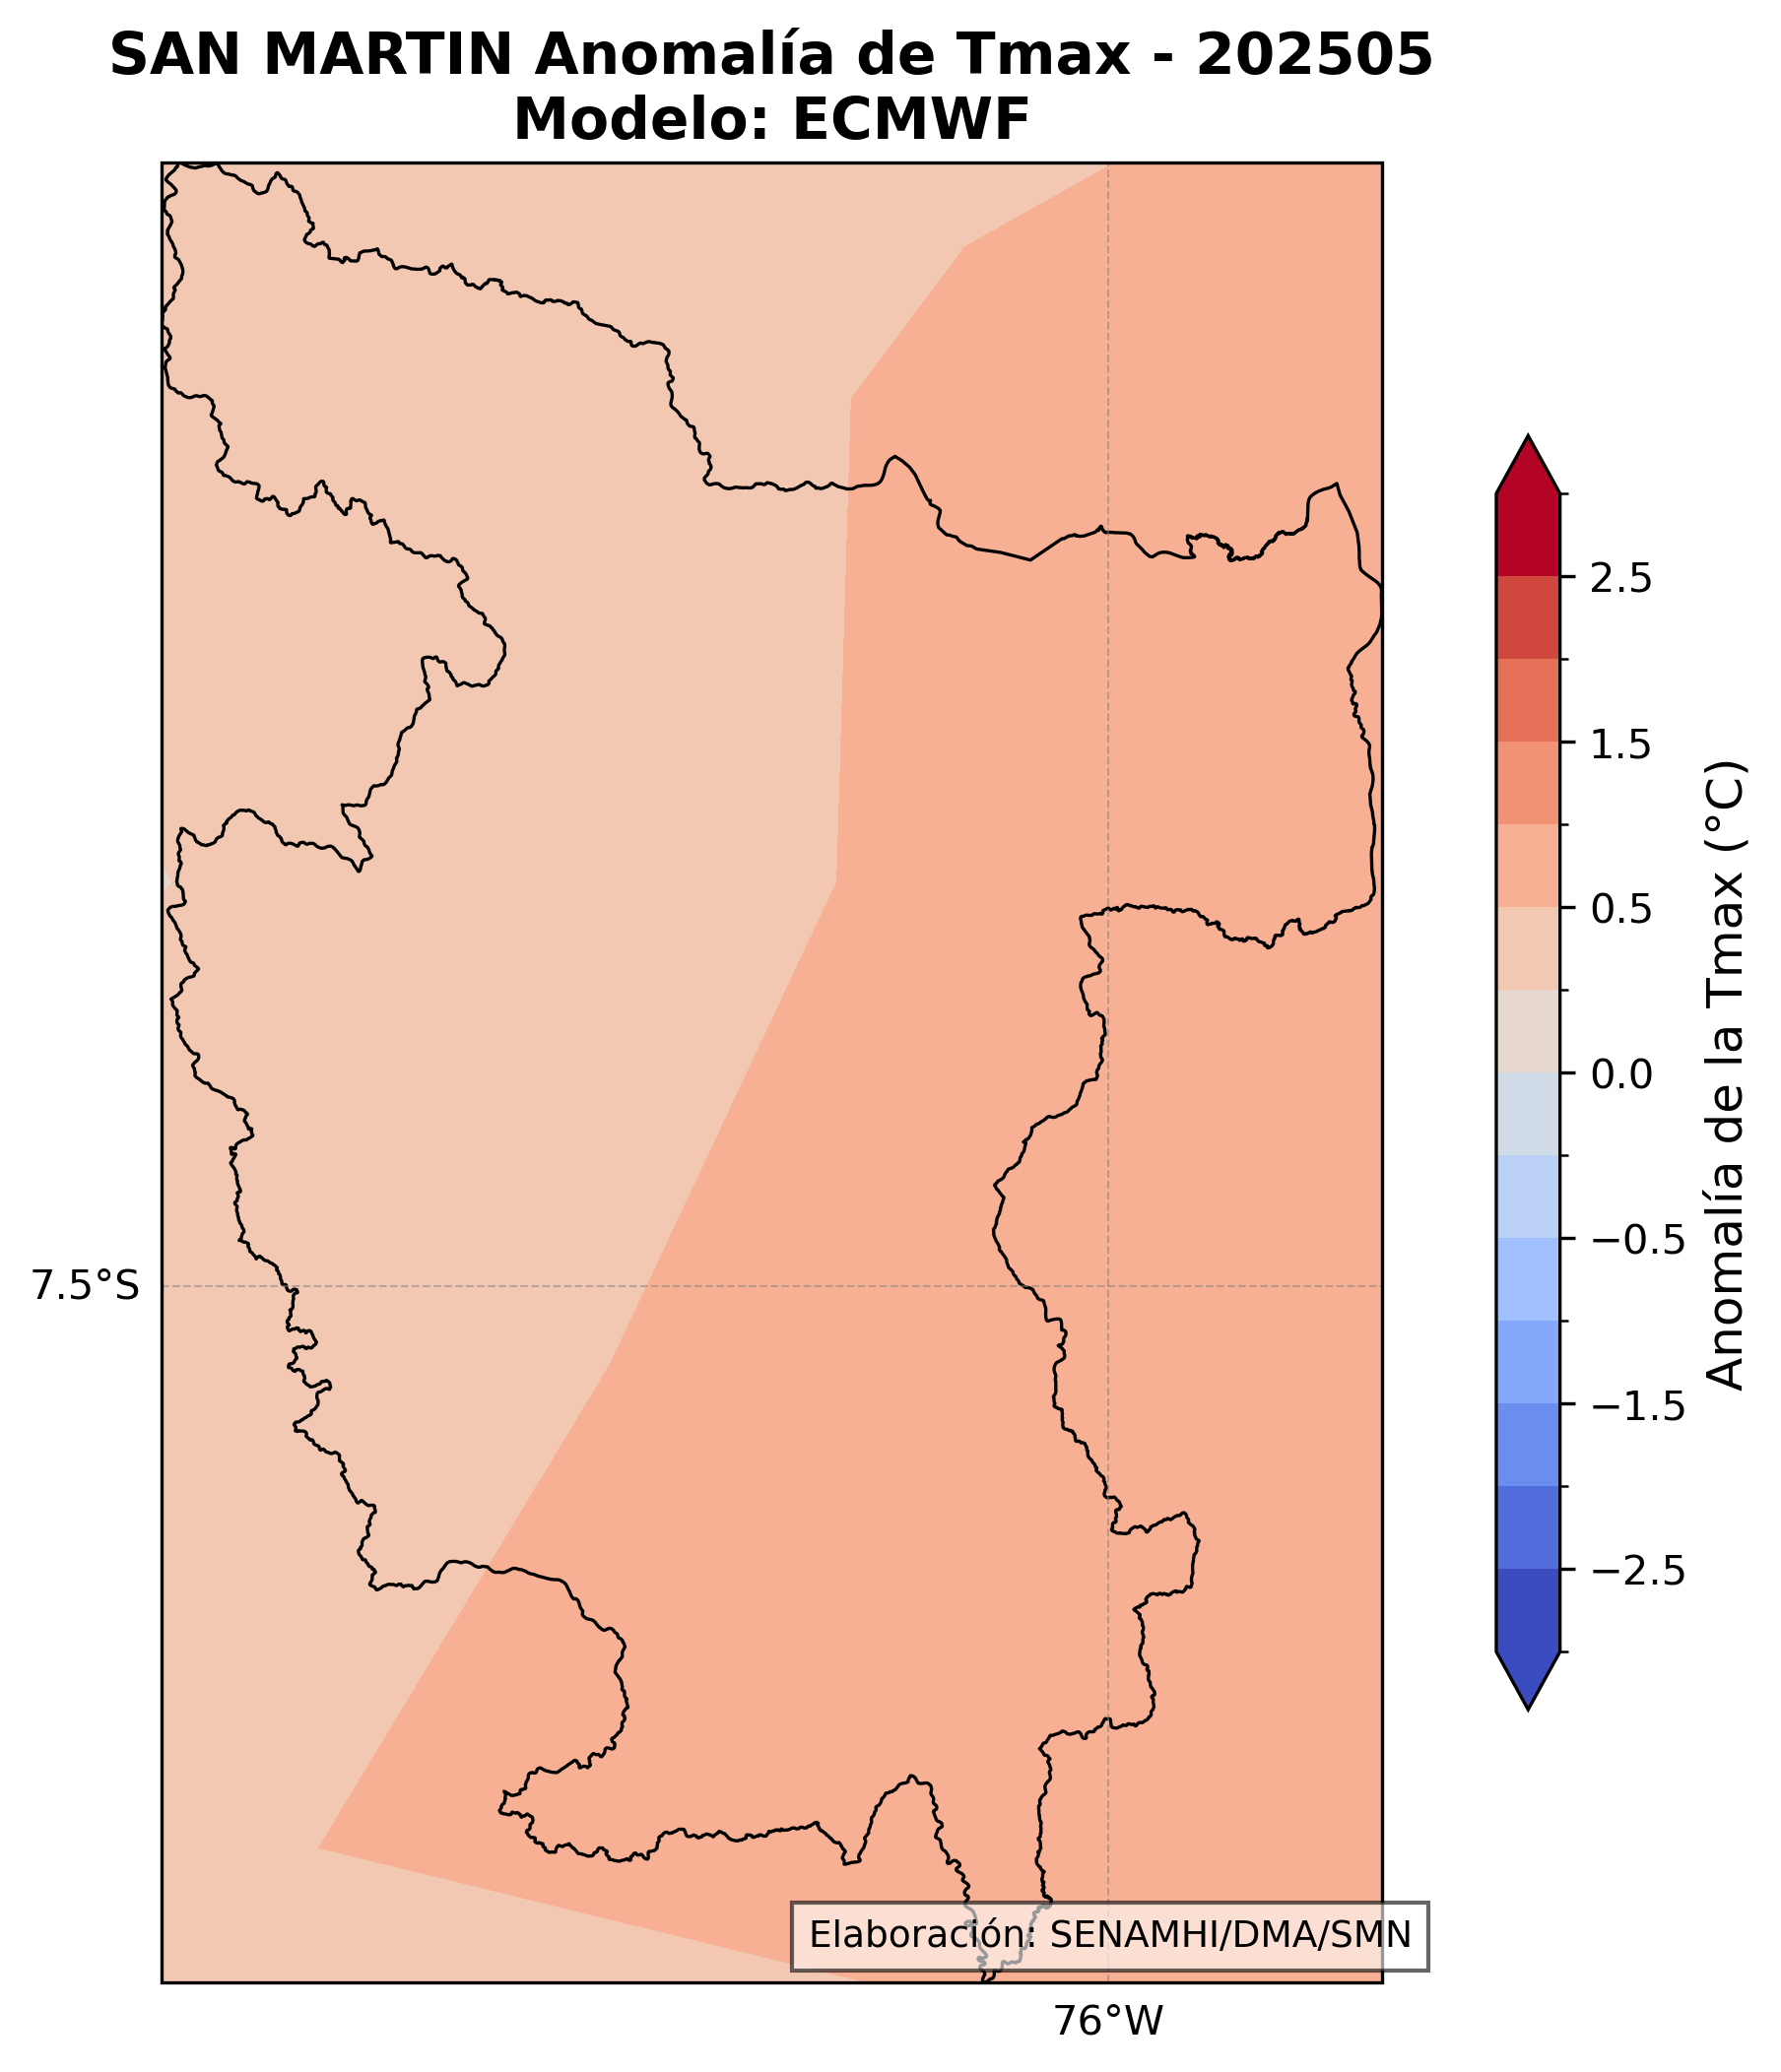 SAN MARTIN Anomalía de Tmax - 202505
Modelo: ECMWF
2.5
1.5
0.5
0.0
−0.5
−1.5
−2.5
Anomalía de la Tmax (°C)
7.5°S
Elaboración: SENAMHI/DMA/SMN
76°W